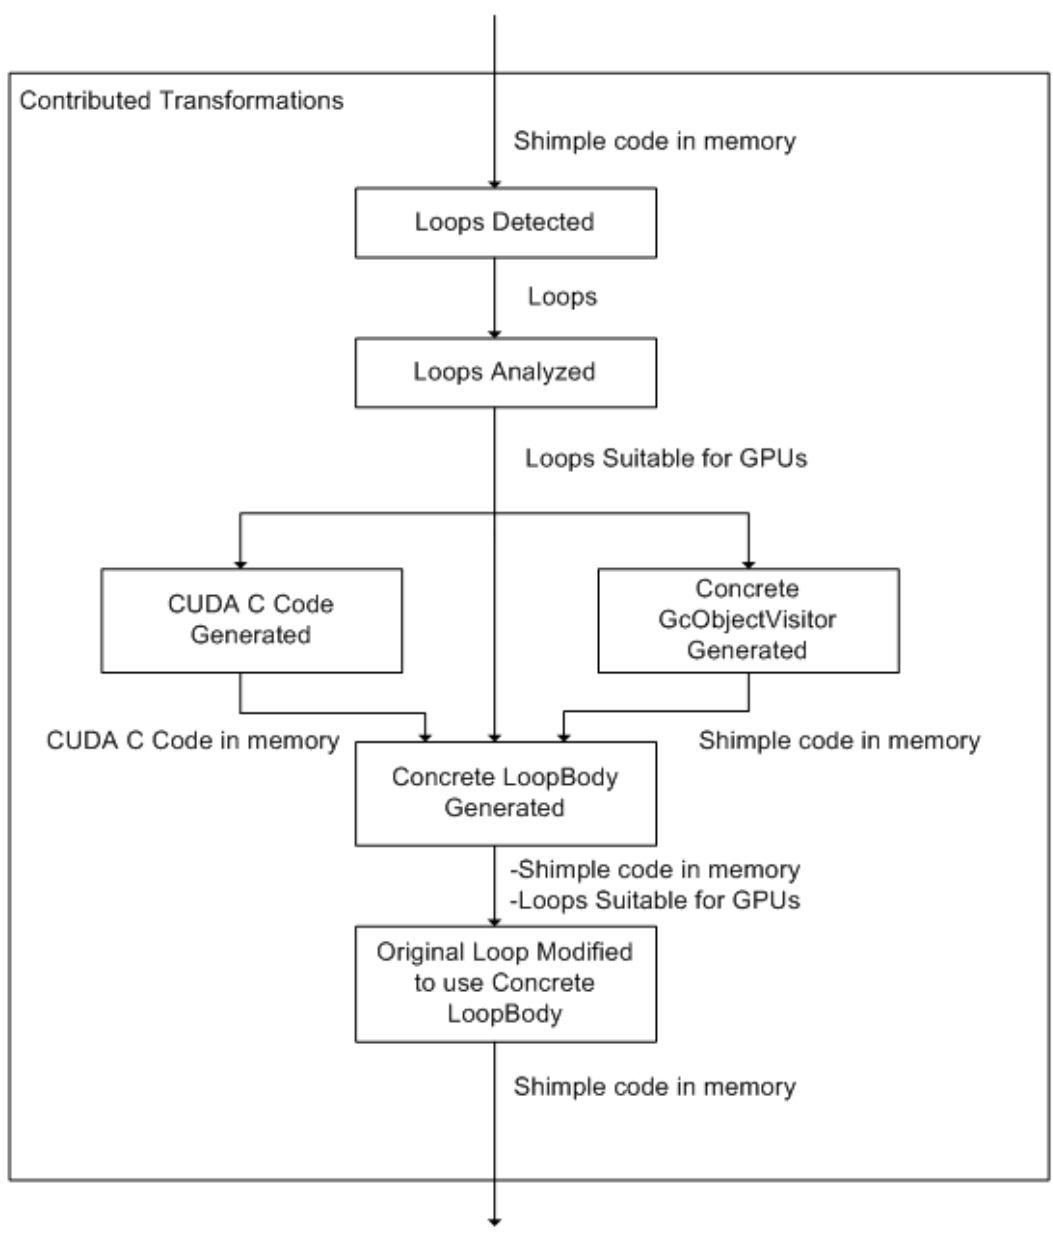 Contributed Transformations
Shimple code in memory
Loops Detected
Loops
Loops Analyzed
Loops Suitable for GPUs
CUDA C Code
Generated
Concrete
GcObjectVisitor
Generated
CUDA C Code in memory
Shimple code in memory
Concrete LoopBody
Generated
-Shimple code in memory
-Loops Suitable for GPUs
Original Loop Modified
to use Concrete
LoopBody
Shimple code in memory